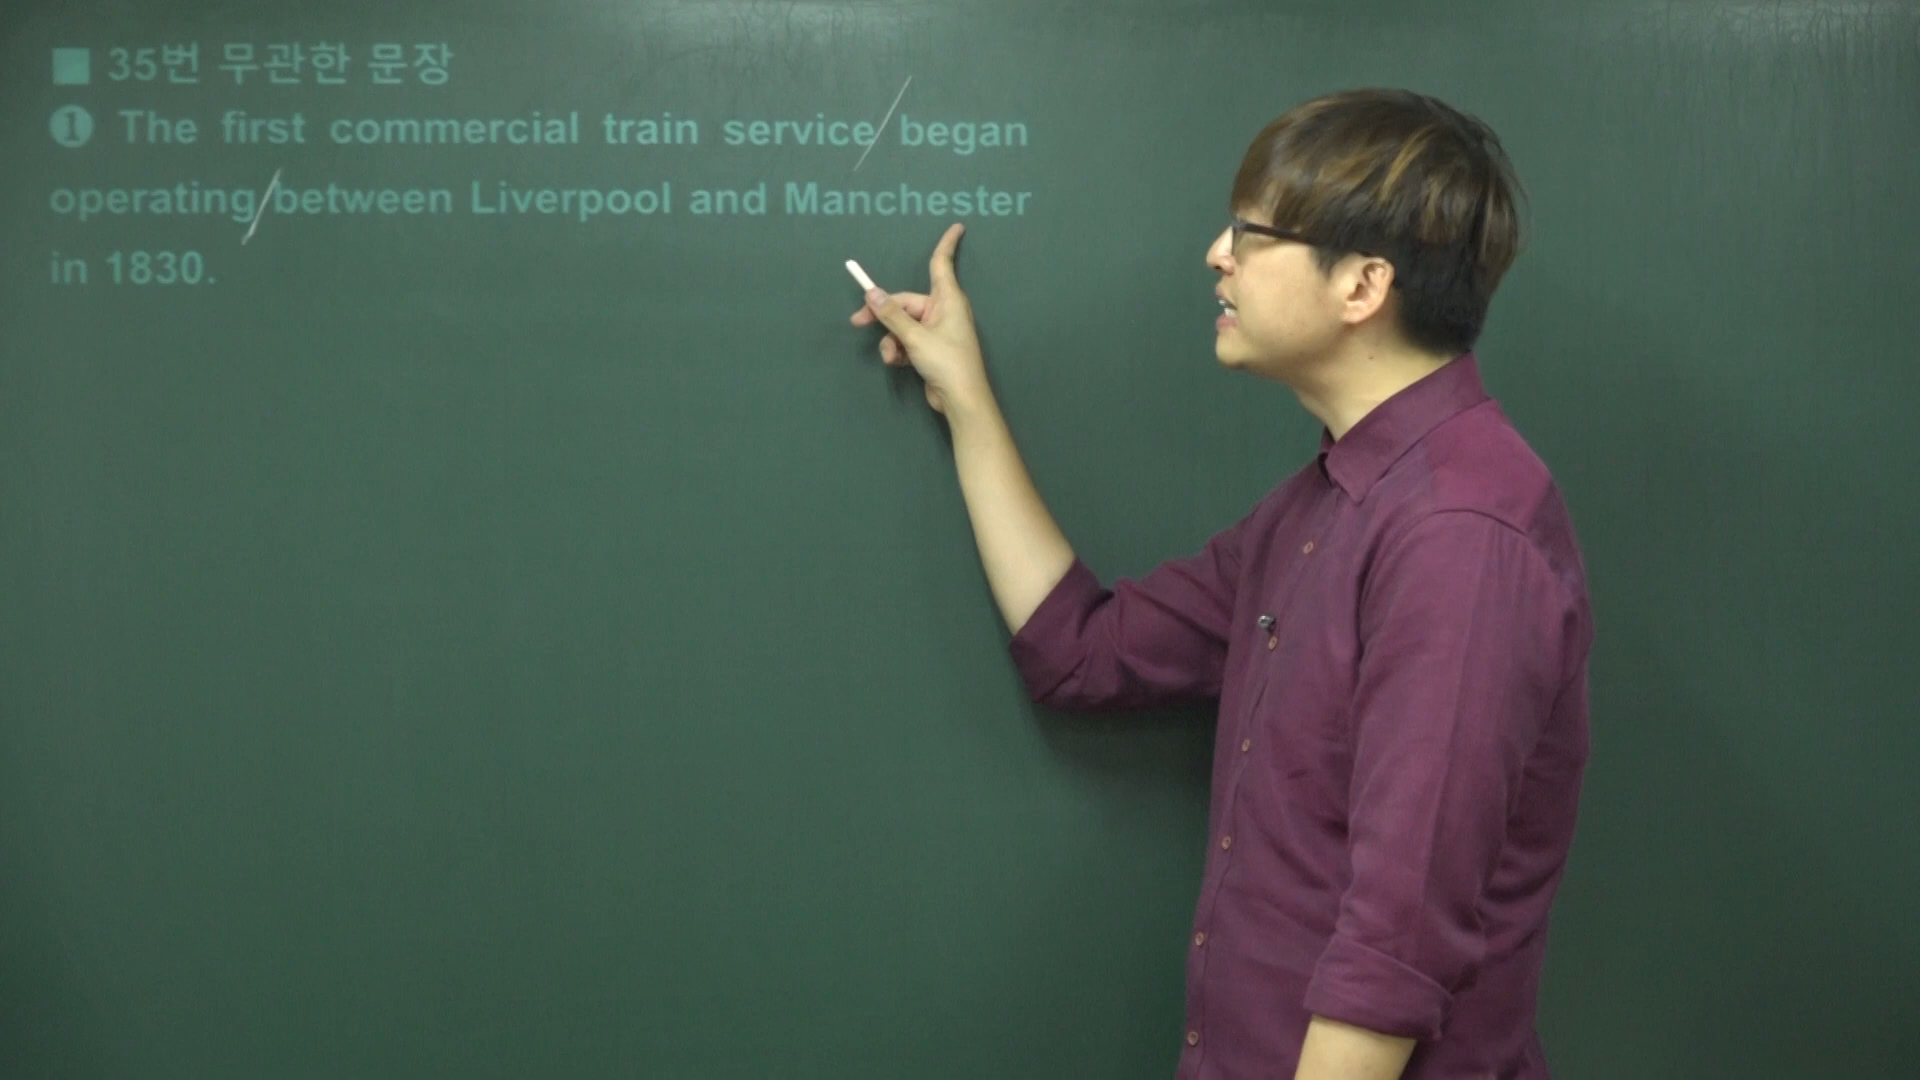 ■ 35번 무관한 문장
❶ The first commercial train service/began
operating/between Liverpool and Manchester
in 1830.